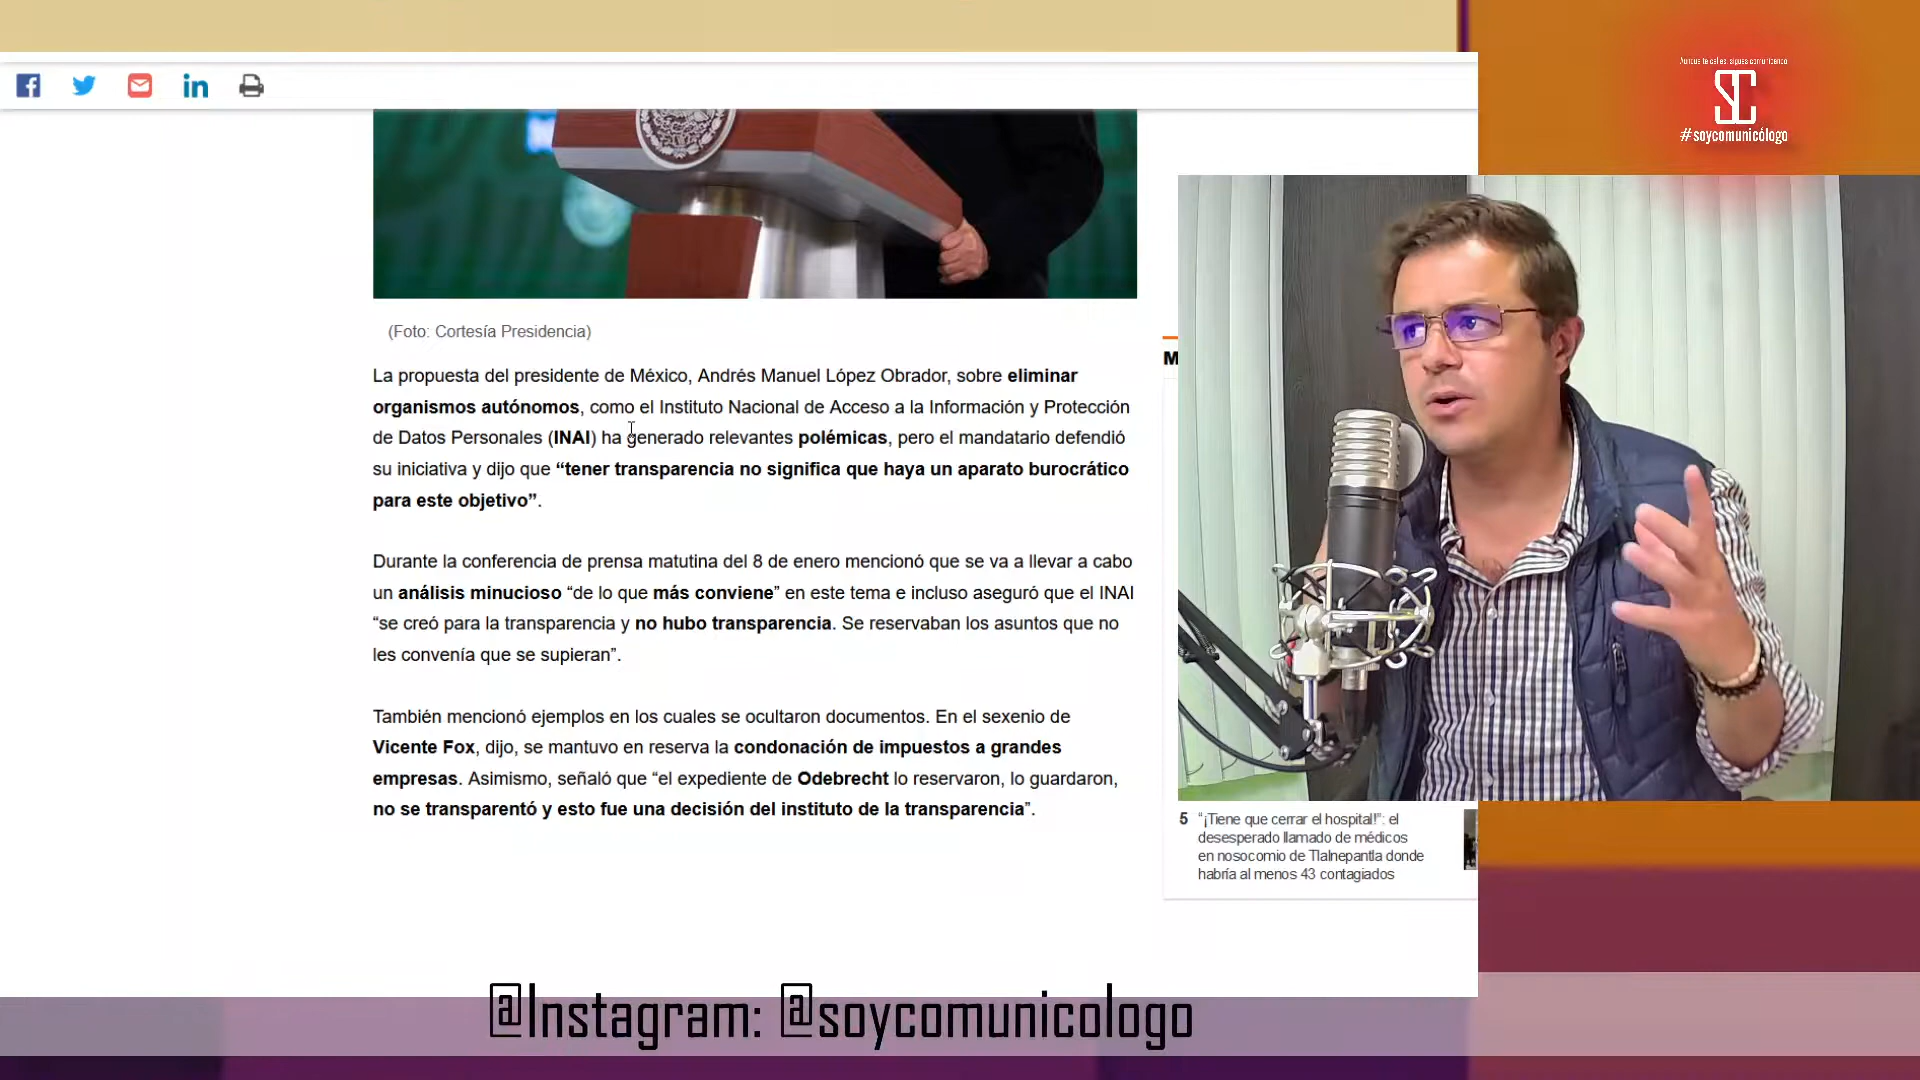 Aunque te calles, sigues comunicando
SC
#soycomunicólogo
(Foto: Cortesía Presidencia)
La propuesta del presidente de México, Andrés Manuel López Obrador, sobre eliminar
organismos autónomos, como el Instituto Nacional de Acceso a la Información y Protección
de Datos Personales (INAI) ha generado relevantes polémicas, pero el mandatario defendió
su iniciativa y dijo que “tener transparencia no significa que haya un aparato burocrático
para este objetivo”.
Durante la conferencia de prensa matutina del 8 de enero mencionó que se va a llevar a cabo
un análisis minucioso “de lo que más conviene” en este tema e incluso aseguró que el INAI
“se creó para la transparencia y no hubo transparencia. Se reservaban los asuntos que no
les convenía que se supieran”.
También mencionó ejemplos en los cuales se ocultaron documentos. En el sexenio de
Vicente Fox, dijo, se mantuvo en reserva la condonación de impuestos a grandes
empresas. Asimismo, señaló que “el expediente de Odebrecht lo reservaron, lo guardaron,
no se transparentó y esto fue una decisión del instituto de la transparencia”.
M
5 “¡Tiene que cerrar el hospital!”: el
desesperado llamado de médicos
en nosocomio de Tlalnepantla donde
habría al menos 43 contagiados
@Instagram: @soycomunicologo